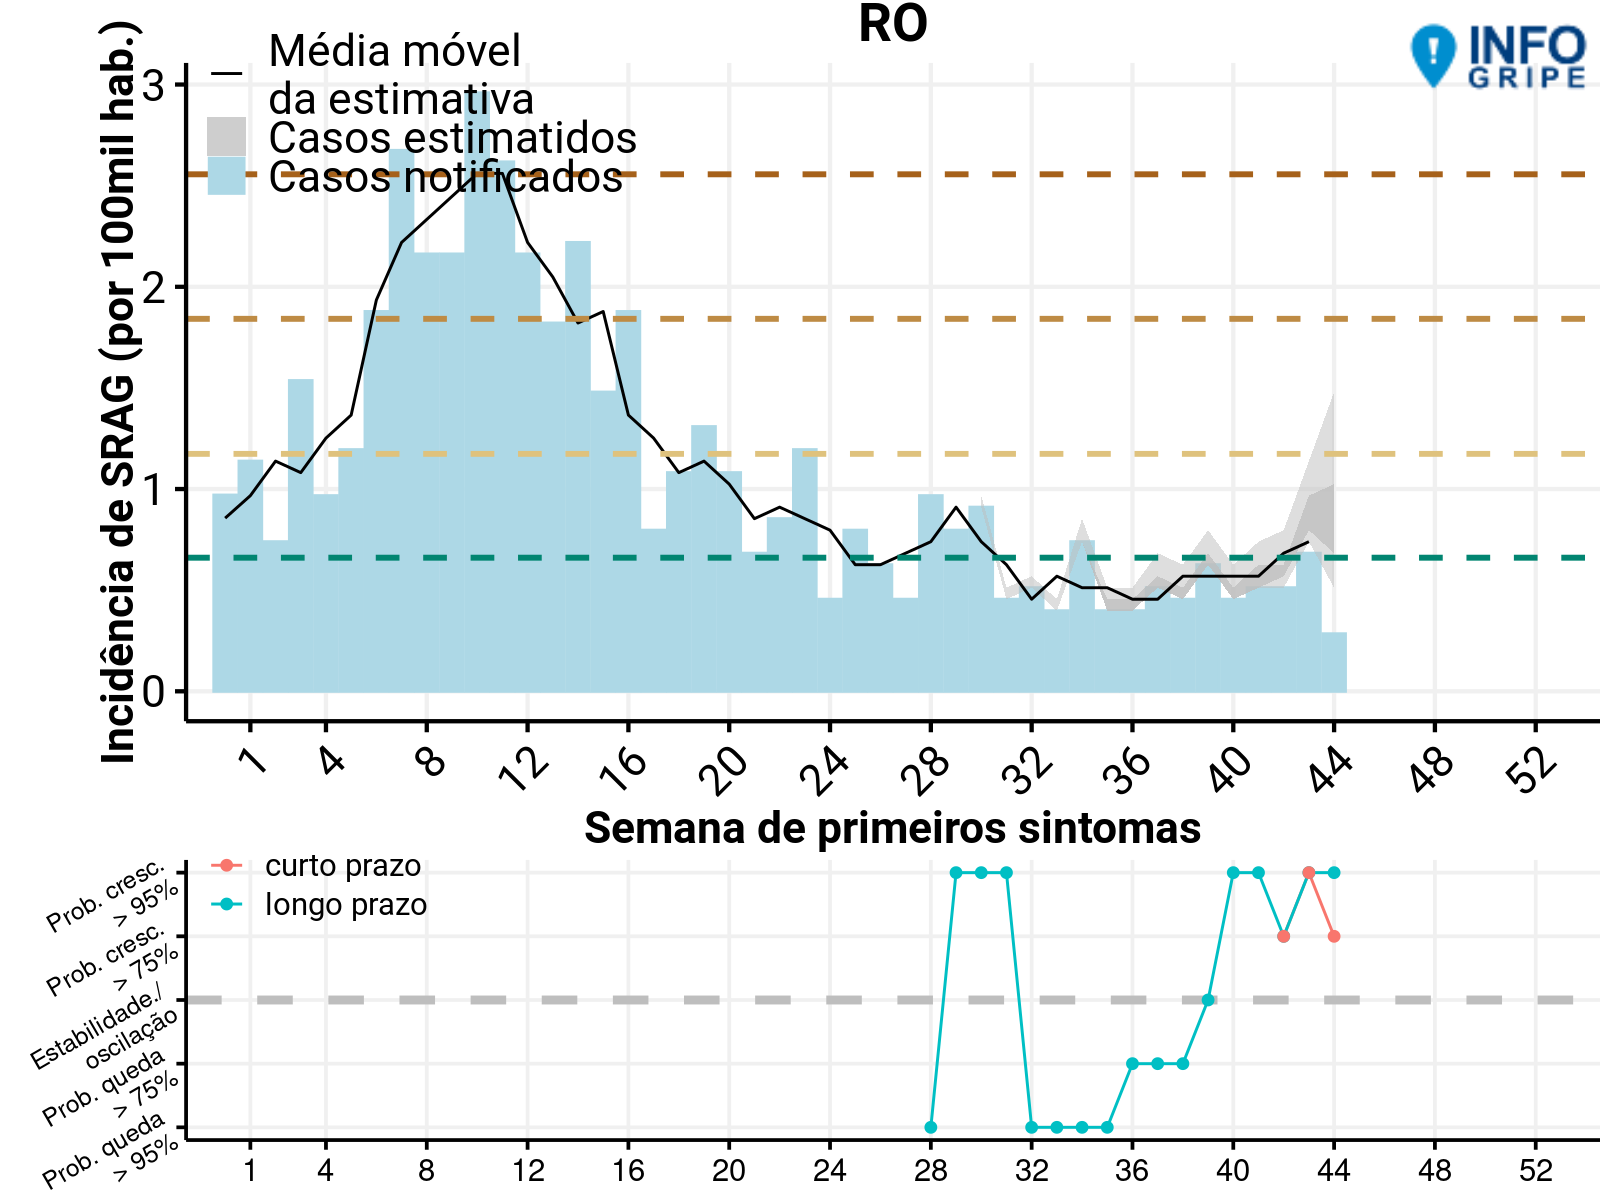 RO
INFO
GRIPE
Incidência de SRAG (por 100mil hab.)
Média móvel
da estimativa
Casos estimatidos
Casos notificados
3
2
1
0
1 4 8 12 16 20 24 28 32 36 40 44 48 52
Semana de primeiros sintomas
curto prazo
longo prazo
Prob. cresc.
> 95%
Prob. cresc.
> 75%
Estabilidade./
oscilação
Prob. queda
> 75%
Prob. queda
> 95%
1 4 8 12 16 20 24 28 32 36 40 44 48 52